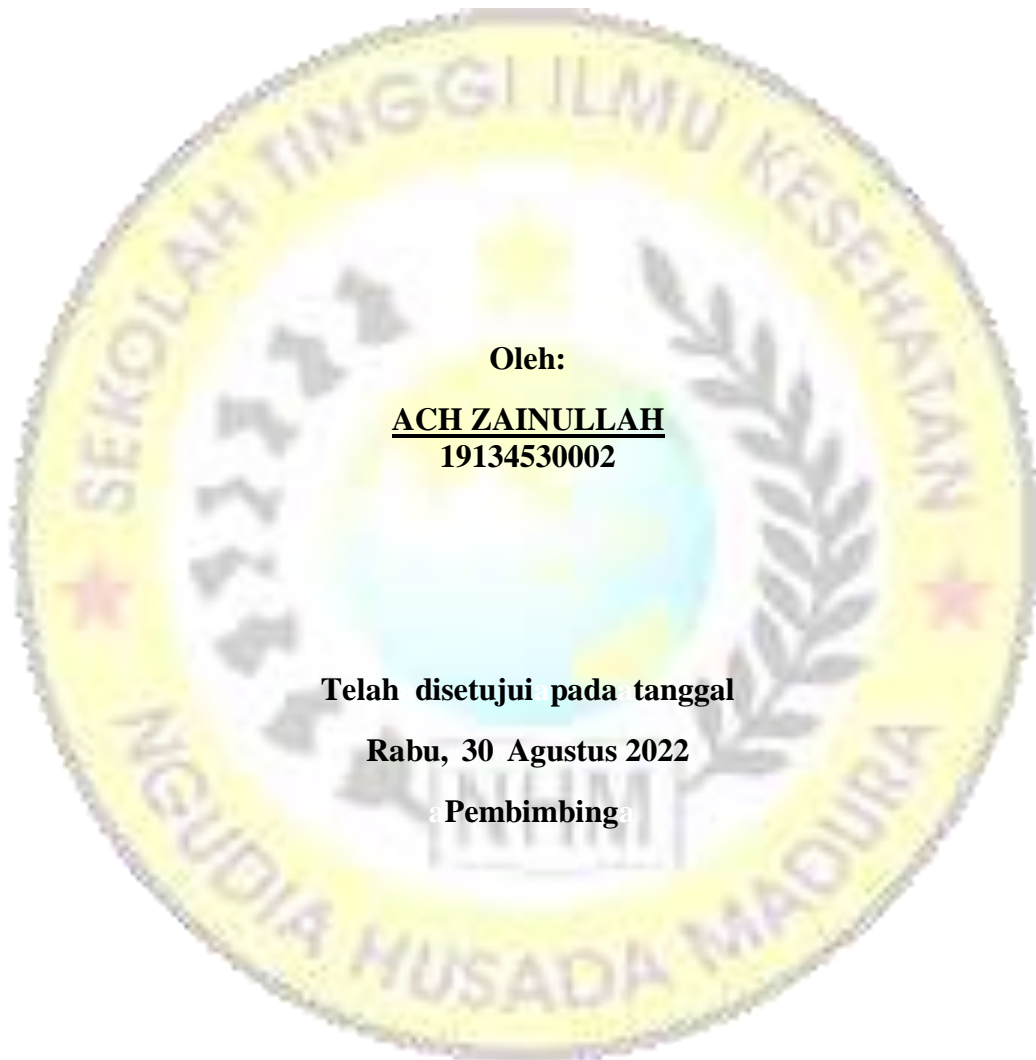 SEKOLAH TINGGI ILMU KESEHATAN
Oleh:
ACH ZAINULLAH
19134530002
Telah disetujui a pada a tanggal
Rabu, 30 Agustus 2022
a Pembimbing a
NHM
NGUDIA HUSADA MADURA